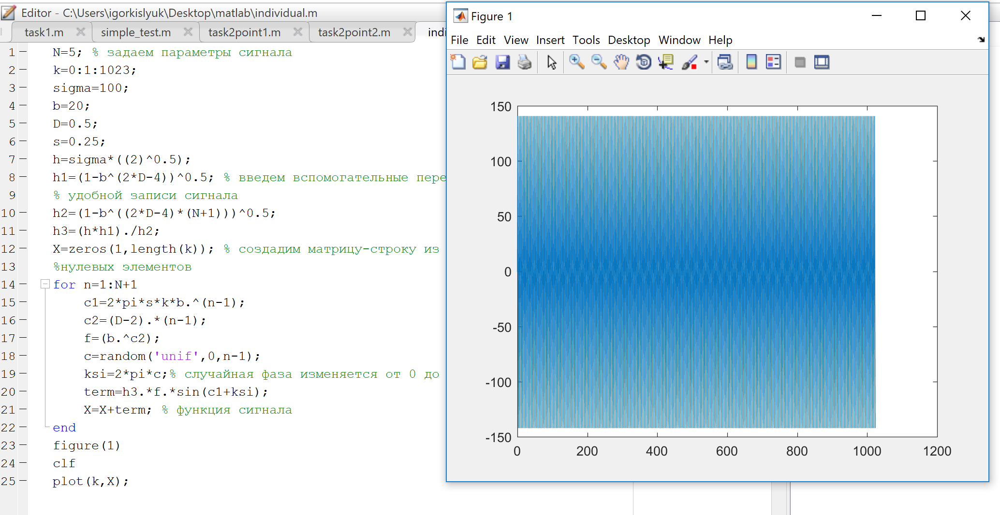 Editor - C:\Users\igorkislyuk\Desktop\matlab\individual.m
task1.m
simple_test.m
task2point1.m
task2point2.m
1 N=5; % задаем параметры сигнала
2 k=0:1:1023;
3 sigma=100;
4 b=20;
5 D=0.5;
6 s=0.25;
7 h=sigma*((2)^0.5);
8 h1=(1-b^(2*D-4))^0.5; % введем вспомогательные пере
9 % удобной записи сигнала
10 h2=(1-b^((2*D-4)*(N+1)))^0.5;
11 h3=(h*h1)./h2;
12 X=zeros(1,length(k)); % создадим матрицу-строку из
13 %нулевых элементов
14 for n=1:N+1
15 c1=2*pi*s*k*b.^(n-1);
16 c2=(D-2).*(n-1);
17 f=(b.^c2);
18 c=random('unif',0,n-1);
19 ksi=2*pi*c;% случайная фаза изменяется от 0 до
20 term=h3.*f.*sin(c1+ksi);
21 X=X+term; % функция сигнала
22 end
23 figure(1)
24 clf
25 plot(k,X);
Figure 1
File Edit View Insert Tools Desktop Window Help
150
100
50
0
-50
-100
-150
0 200 400 600 800 1000 1200